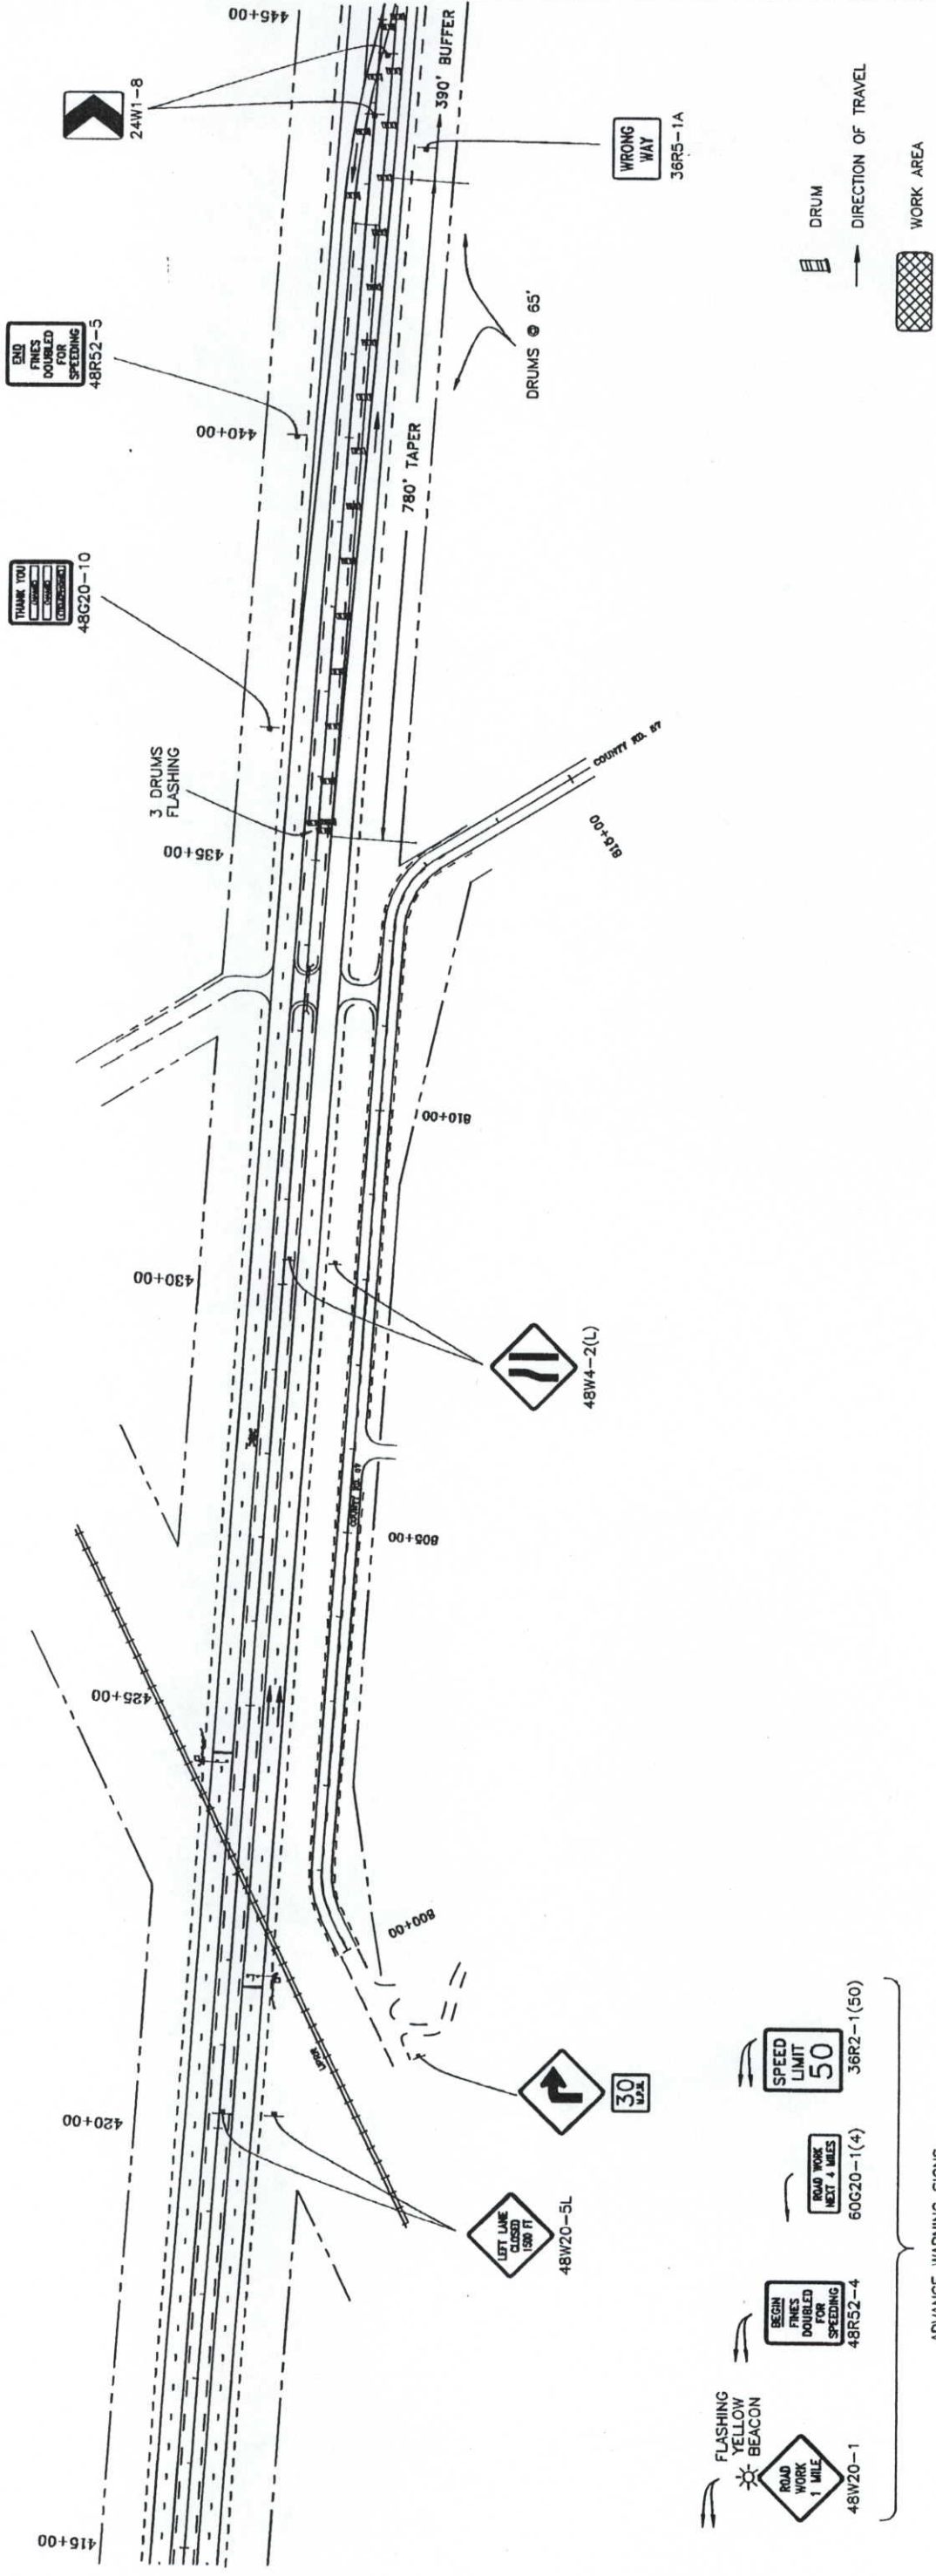 415+00
420+00
425+00
430+00
435+00
440+00
445+00
THANK YOU
48G20-10
END
FINES
DOUBLED
FOR
SPEEDING
48R52-5
24W1-8
3 DRUMS
FLASHING
780' TAPER
390' BUFFER
DRUMS @ 65'
WRONG
WAY
36R5-1A
COUNTY RD. 57
815+00
810+00
805+00
800+00
COUNTY RD. 57
48W4-2(L)
UPRR
LEFT LANE
CLOSED
1500 FT
48W20-5L
30
M.P.H.
FLASHING
YELLOW
BEACON
ROAD
WORK
1 MILE
48W20-1
BEGIN
FINES
DOUBLED
FOR
SPEEDING
48R52-4
ROAD WORK
NEXT 4 MILES
60G20-1(4)
SPEED
LIMIT
50
36R2-1(50)
ADVANCE WARNING SIGNS
DRUM
DIRECTION OF TRAVEL
WORK AREA